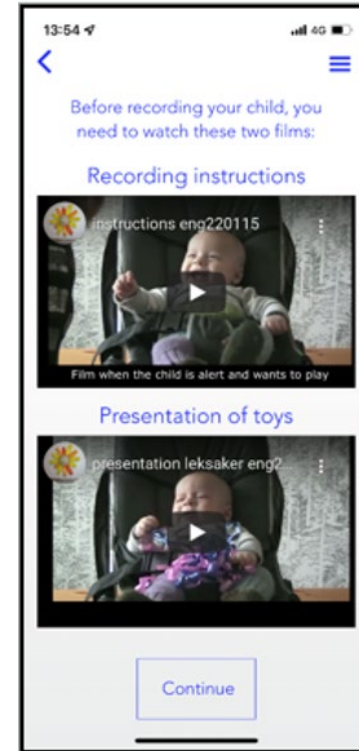 13:54
4G
Before recording your child, you
need to watch these two films:
Recording instructions
instructions eng220115
Film when the child is alert and wants to play
Presentation of toys
presentation leksaker eng2...
Continue